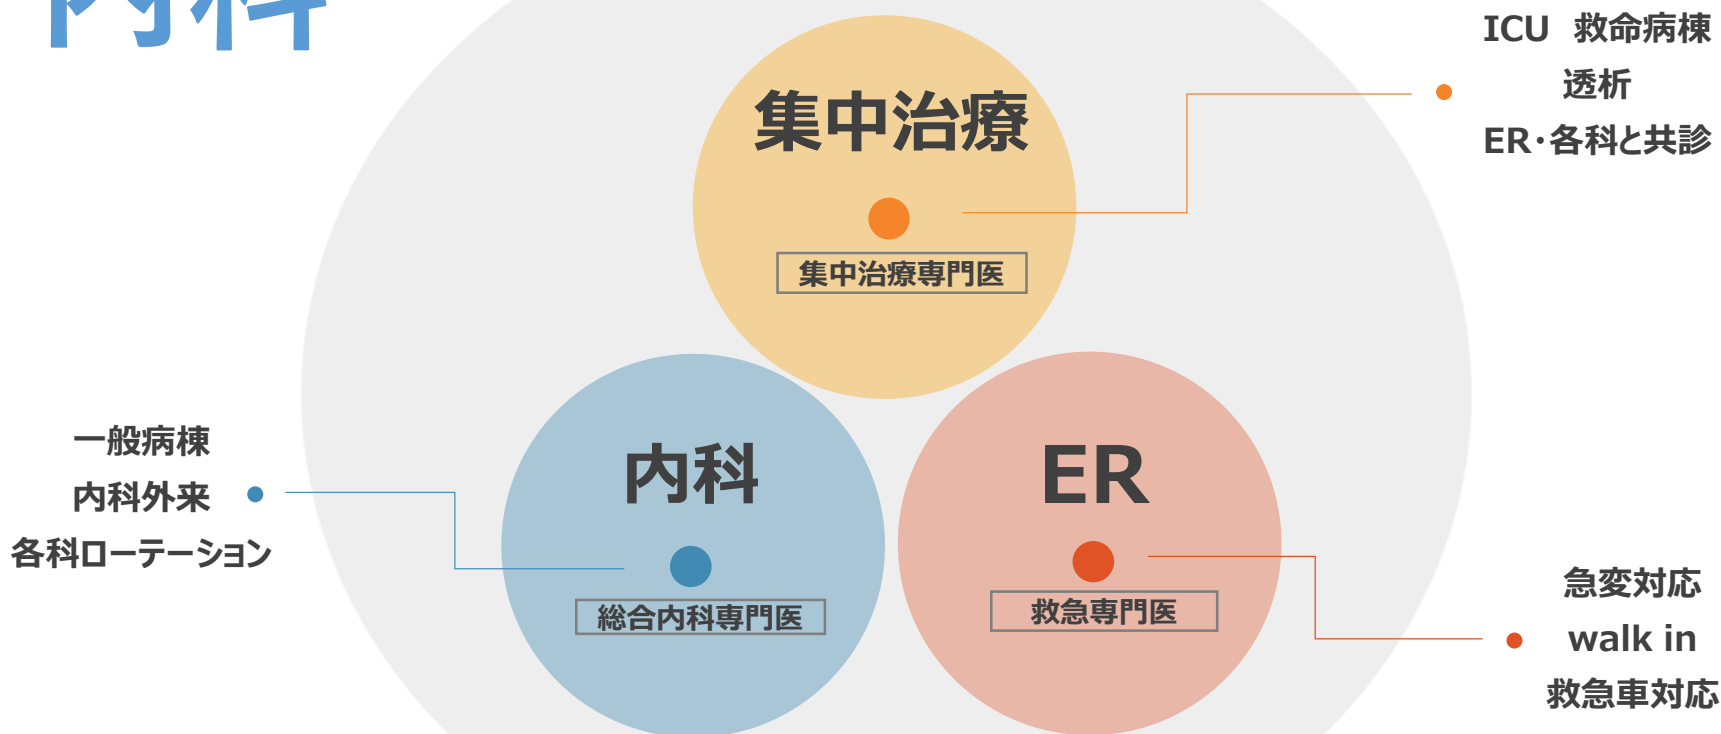 内科
ICU 救命病棟
透析
ER・各科と共診
集中治療
集中治療専門医
一般病棟
内科外来
各科ローテーション
内科
総合内科専門医
ER
救急専門医
急変対応
walk in
救急車対応